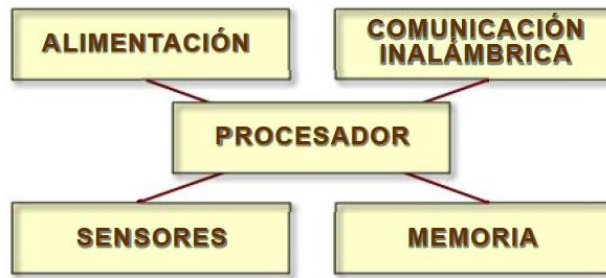 ALIMENTACIÓN
COMUNICACIÓN
INALÁMBRICA
PROCESADOR
SENSORES
MEMORIA